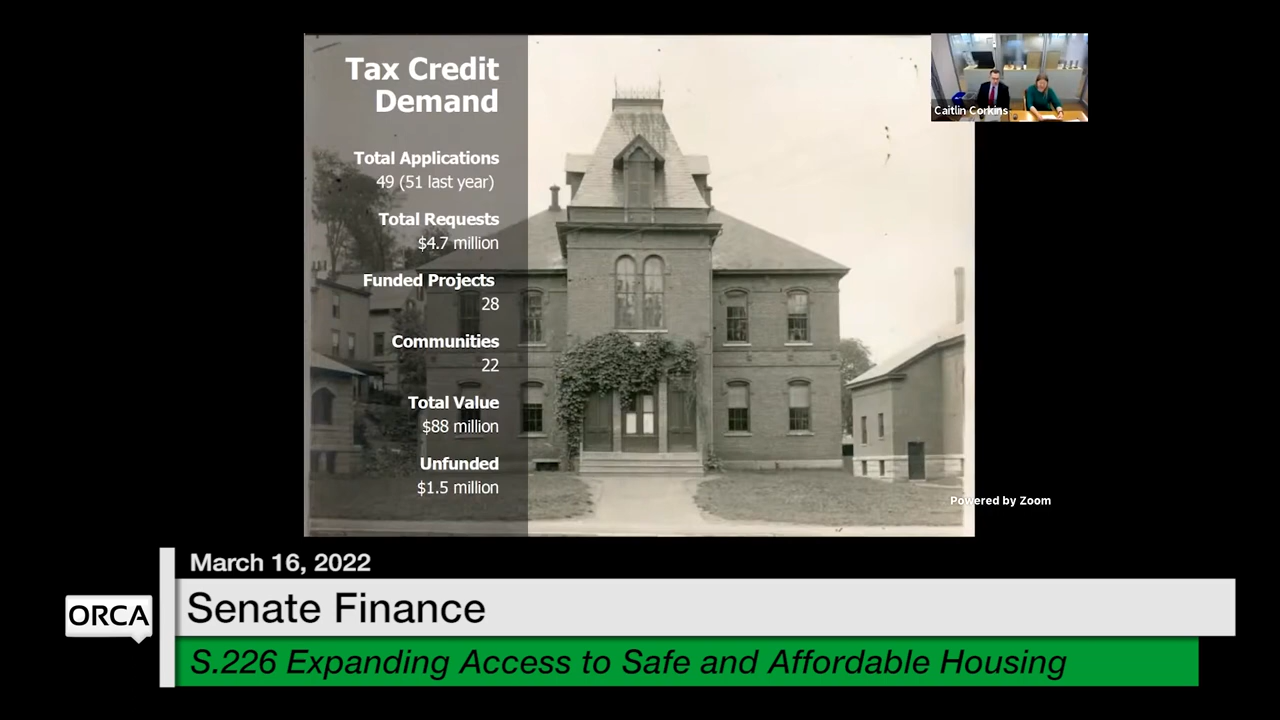 Tax Credit
Demand
Total Applications
49 (51 last year)
Total Requests
$4.7 million
Funded Projects
28
Communities
22
Total Value
$88 million
Unfunded
$1.5 million
Caitlin Corkins
Powered by Zoom
March 16, 2022
ORCA
Senate Finance
S.226 Expanding Access to Safe and Affordable Housing